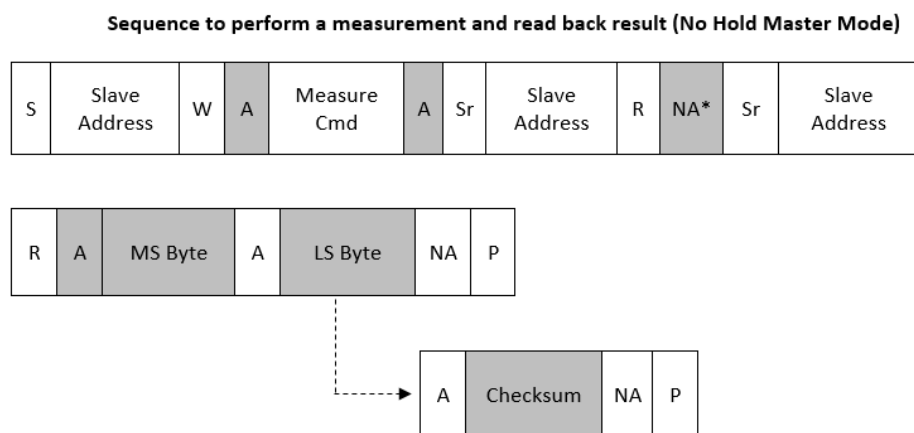 Sequence to perform a measurement and read back result (No Hold Master Mode)
S Slave Address W A Measure Cmd A Sr Slave Address R NA* Sr Slave Address
R A MS Byte A LS Byte NA P
A Checksum NA P